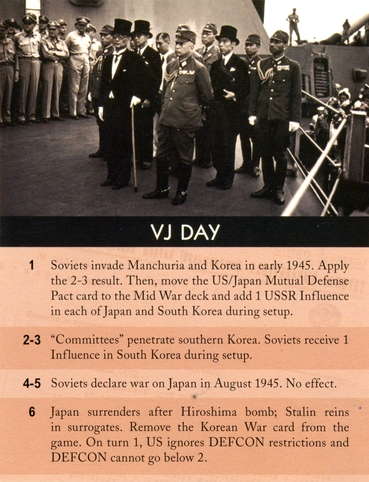 VJ DAY
1 Soviets invade Manchuria and Korea in early 1945. Apply
the 2-3 result. Then, move the US/Japan Mutual Defense
Pact card to the Mid War deck and add 1 USSR Influence
in each of Japan and South Korea during setup.
2-3 “Committees” penetrate southern Korea. Soviets receive 1
Influence in South Korea during setup.
4-5 Soviets declare war on Japan in August 1945. No effect.
6 Japan surrenders after Hiroshima bomb; Stalin reins
in surrogates. Remove the Korean War card from the
game. On turn 1, US ignores DEFCON restrictions and
DEFCON cannot go below 2.